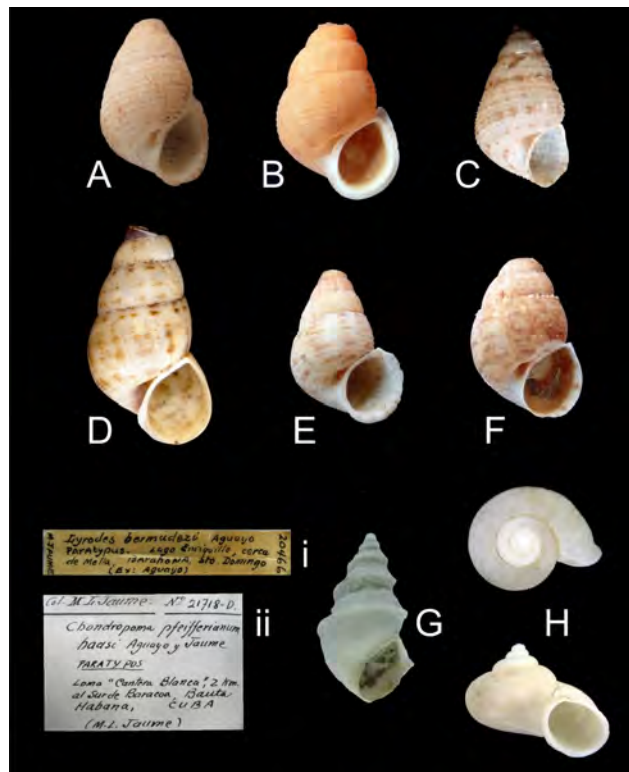 A
B
C
D
E
F
Lyrodes bermudezi Aguayo
Paratypus. Lago Enriquillo, cerca
de Mella, Barahona, Sto. Domingo
(Ex: Aguayo)
20466
i
Col. M. L. Jaume. Nº 21718-D.
Chondropoma pfeifferianum
haasi Aguayo y Jaume
PARATYPOS
Loma "Cantera Blanca", 2 km.
al Sur de Baracoa, Bauta
Habana, CUBA
(M.L. Jaume)
ii
G
H